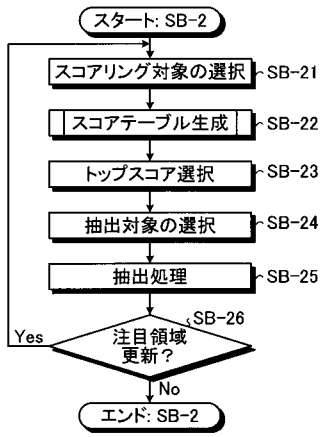 スタート: SB-2
スコアリング対象の選択 SB-21
スコアテーブル生成 SB-22
トップスコア選択 SB-23
抽出対象の選択 SB-24
抽出処理 SB-25
SB-26
Yes
注目領域
更新？
No
エンド: SB-2